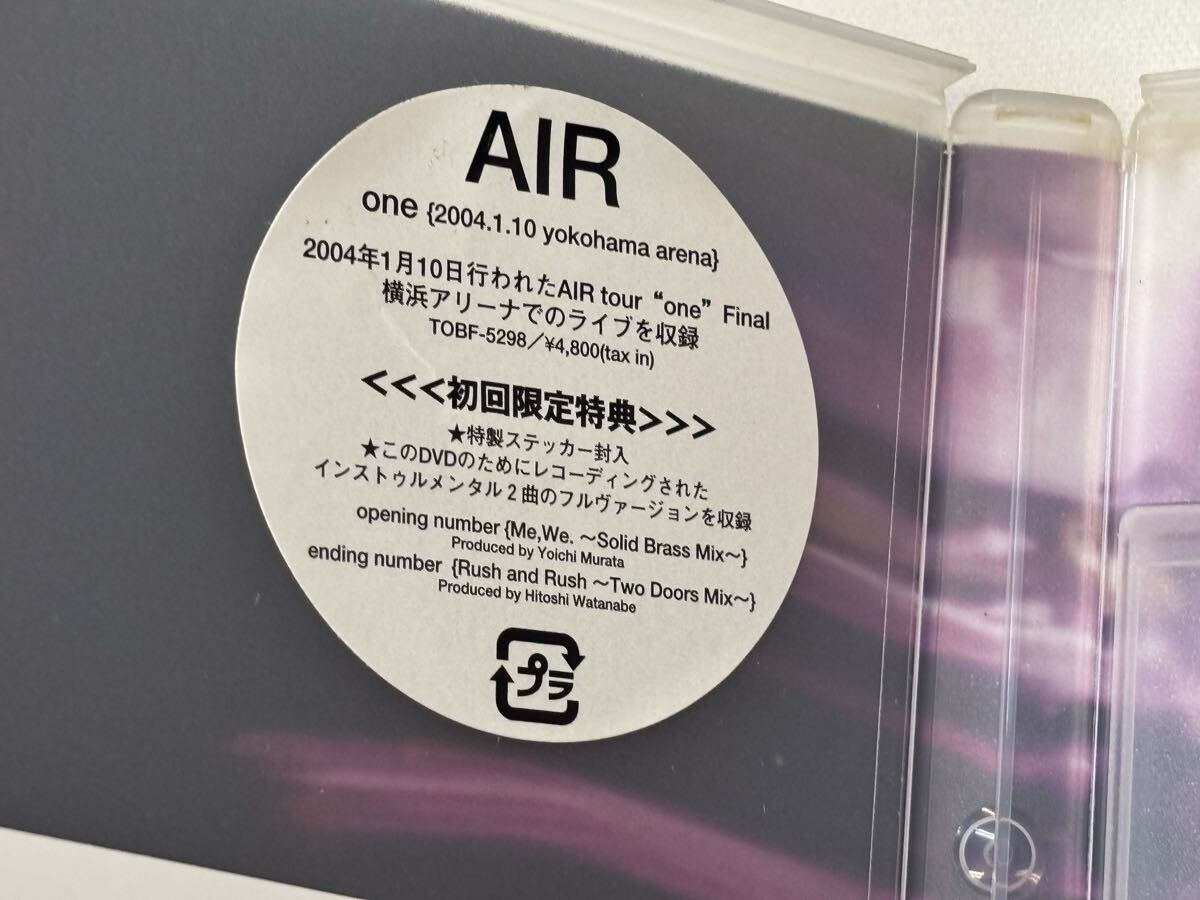 AIR
one {2004.1.10 yokohama arena}
2004年1月10日行われたAIR tour “one” Final
横浜アリーナでのライブを収録
TOBF-5298／¥4,800(tax in)
<<<初回限定特典>>>
★特製ステッカー封入
★このDVDのためにレコーディングされた
インストゥルメンタル2曲のフルヴァージョンを収録
opening number {Me,We. ～Solid Brass Mix～}
Produced by Yoichi Murata
ending number {Rush and Rush ～Two Doors Mix～}
Produced by Hitoshi Watanabe
プラ